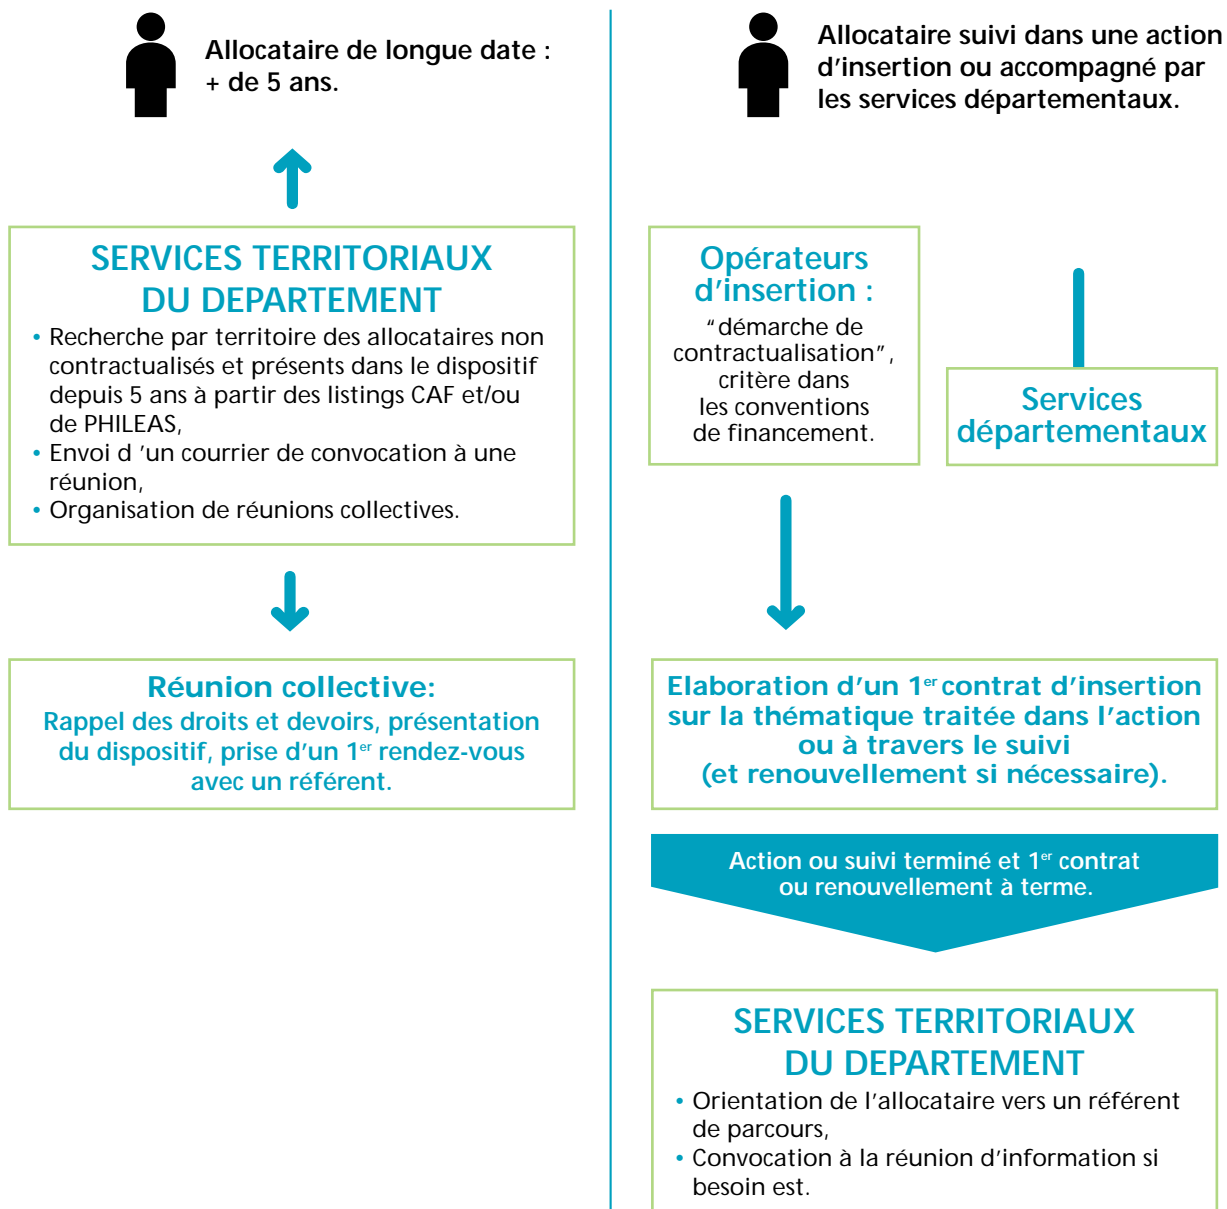 Allocataire de longue date :
+ de 5 ans.
SERVICES TERRITORIAUX
DU DEPARTEMENT
• Recherche par territoire des allocataires non
contractualisés et présents dans le dispositif
depuis 5 ans à partir des listings CAF et/ou
de PHILEAS,
• Envoi d 'un courrier de convocation à une
réunion,
• Organisation de réunions collectives.
Réunion collective:
Rappel des droits et devoirs, présentation
du dispositif, prise d'un 1er rendez-vous
avec un référent.
Allocataire suivi dans une action
d'insertion ou accompagné par
les services départementaux.
Opérateurs
d'insertion :
"démarche de
contractualisation",
critère dans
les conventions
de financement.
Services
départementaux
Elaboration d'un 1er contrat d'insertion
sur la thématique traitée dans l'action
ou à travers le suivi
(et renouvellement si nécessaire).
Action ou suivi terminé et 1er contrat
ou renouvellement à terme.
SERVICES TERRITORIAUX
DU DEPARTEMENT
• Orientation de l'allocataire vers un référent
de parcours,
• Convocation à la réunion d'information si
besoin est.